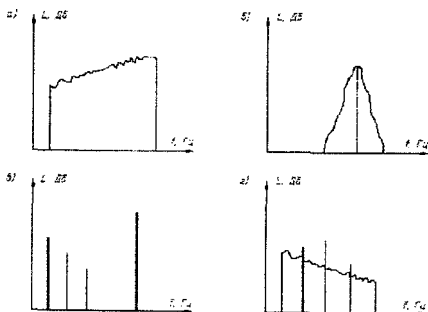 а) L, Дб
f, Гц
б) L, Дб
f, Гц
в) L, Дб
f, Гц
г) L, Дб
f, Гц